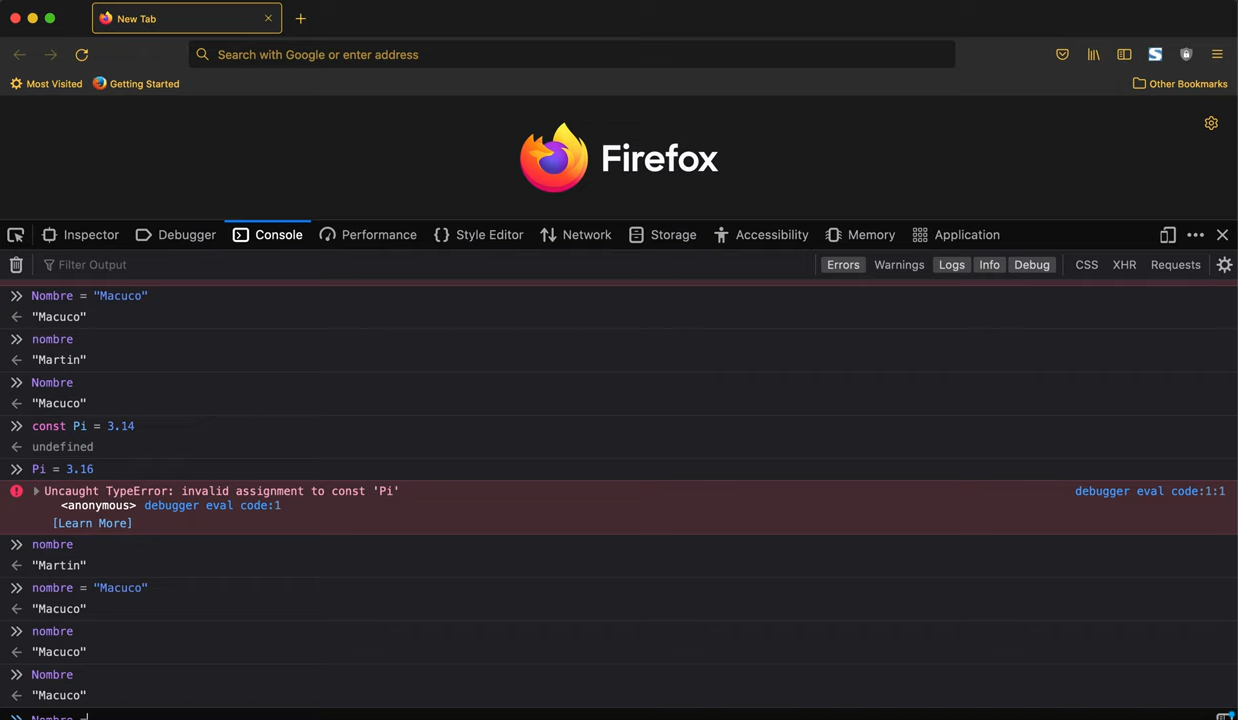 New Tab
Search with Google or enter address
Most Visited Getting Started Other Bookmarks
Firefox
Inspector Debugger Console Performance Style Editor Network Storage Accessibility Memory Application
Filter Output Errors Warnings Logs Info Debug CSS XHR Requests
Nombre = "Macuco"
"Macuco"
nombre
"Martin"
Nombre
"Macuco"
const Pi = 3.14
undefined
Pi = 3.16
Uncaught TypeError: invalid assignment to const 'Pi' debugger eval code:1:1
<anonymous> debugger eval code:1
[Learn More]
nombre
"Martin"
nombre = "Macuco"
"Macuco"
nombre
"Macuco"
Nombre
"Macuco"
Nombre =